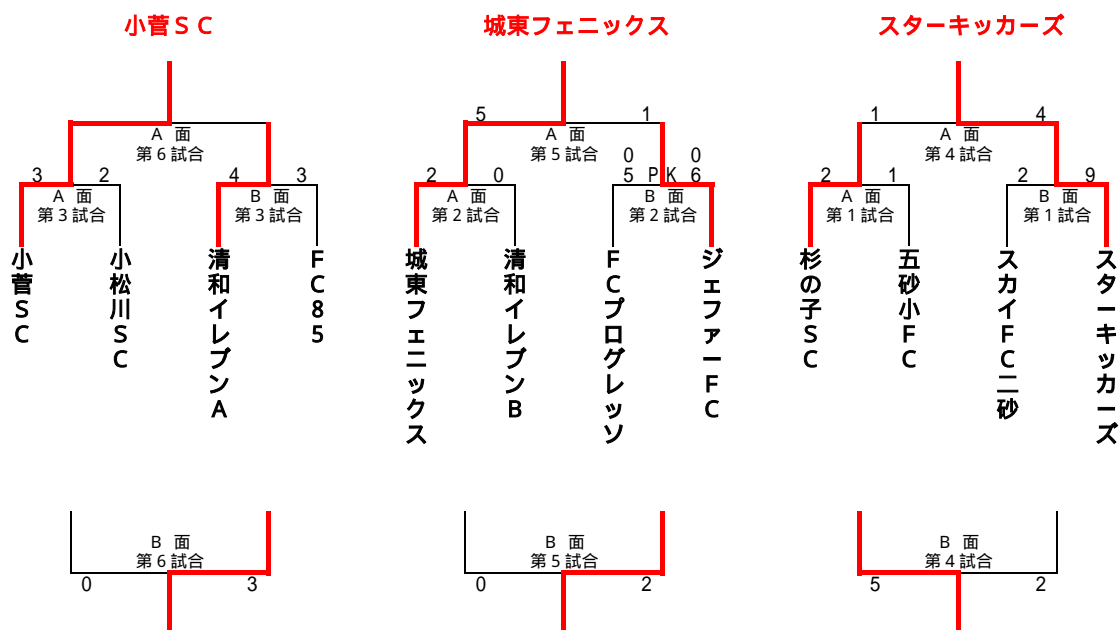 小菅ＳＣ
城東フェニックス
スターキッカーズ
A 面
第6試合
5 1
A 面
第5試合
1 4
A 面
第4試合
3 2
A 面
第3試合
4 3
B 面
第3試合
2 0
A 面
第2試合
0 0
5 PK 6
B 面
第2試合
2 1
A 面
第1試合
2 9
B 面
第1試合
小菅ＳＣ
小松川ＳＣ
清和イレブンＡ
ＦＣ８５
城東フェニックス
清和イレブンＢ
ＦＣプログレッソ
ジェファーＦＣ
杉の子ＳＣ
五砂小ＦＣ
スカイＦＣ二砂
スターキッカーズ
B 面
第6試合
0 3
B 面
第5試合
0 2
B 面
第4試合
5 2